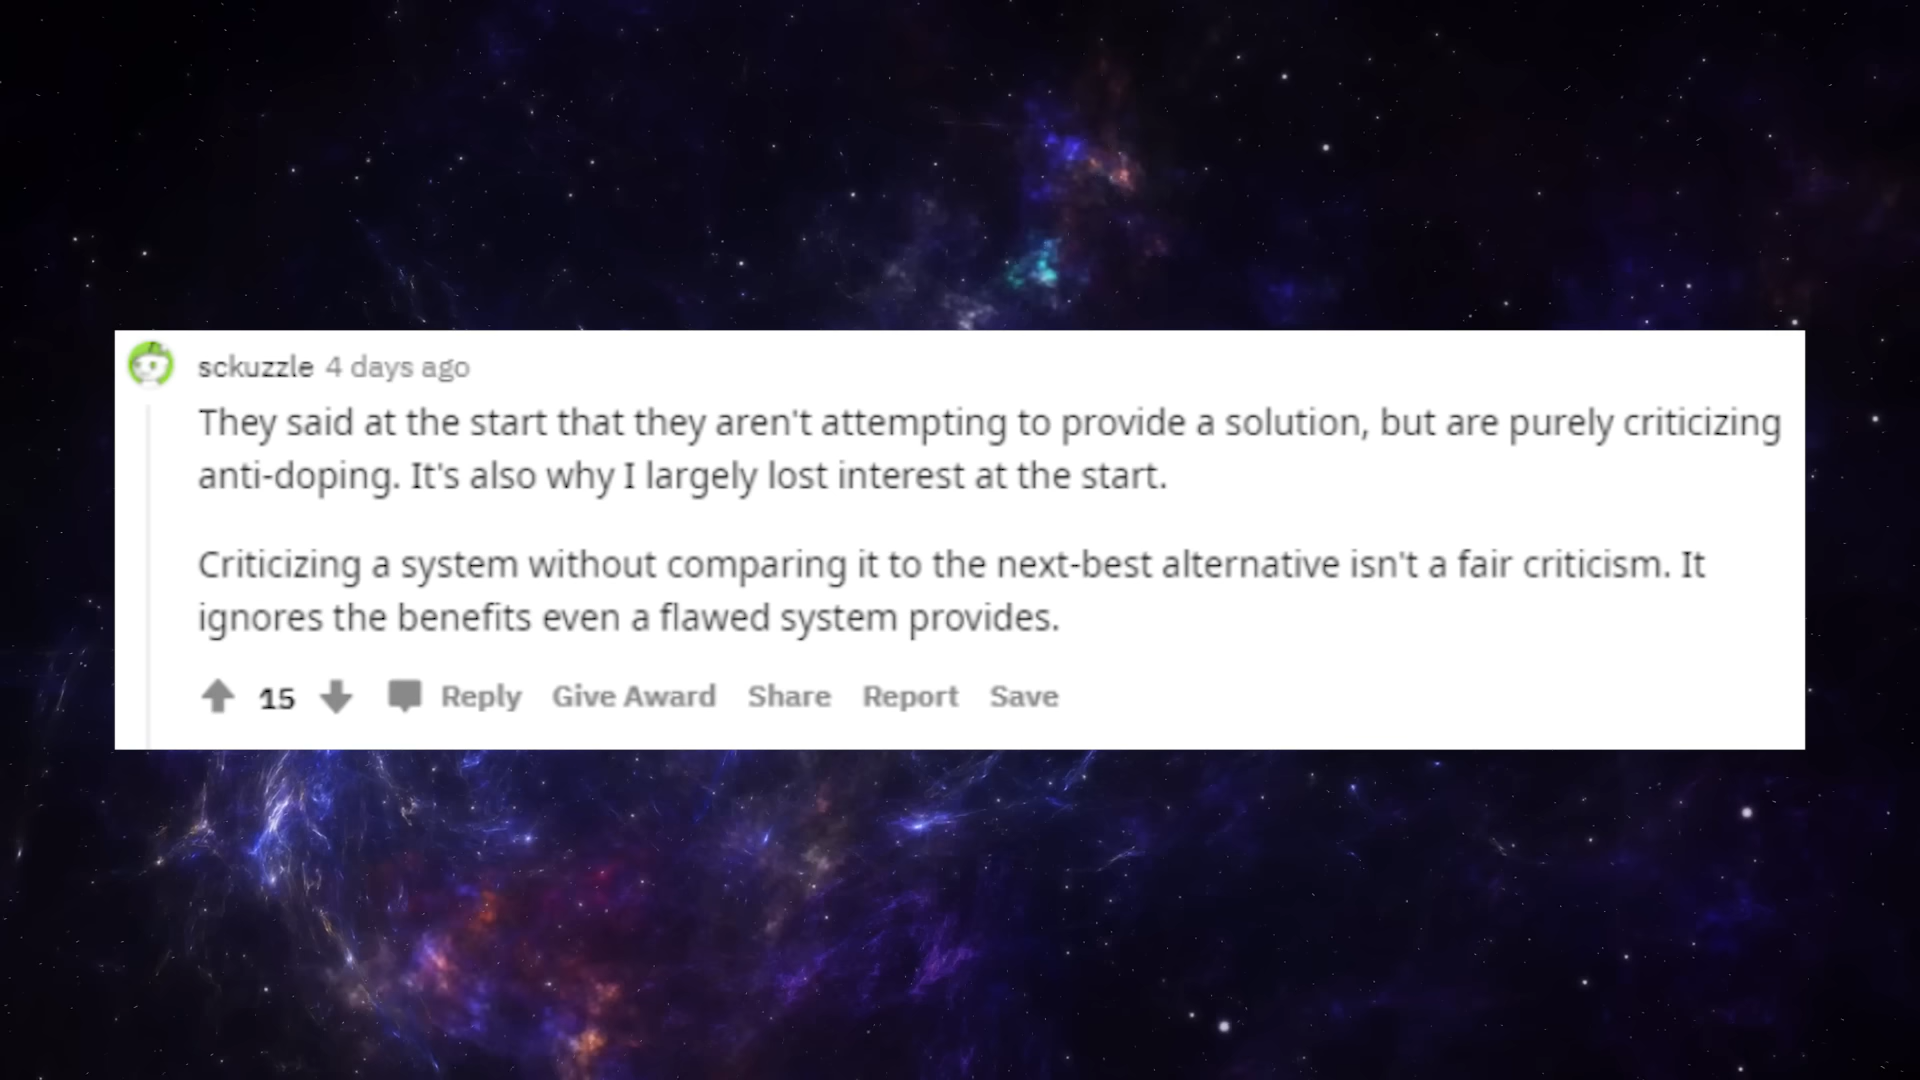 sckuzzle 4 days ago
They said at the start that they aren't attempting to provide a solution, but are purely criticizing
anti-doping. It's also why I largely lost interest at the start.
Criticizing a system without comparing it to the next-best alternative isn't a fair criticism. It
ignores the benefits even a flawed system provides.
15 Reply Give Award Share Report Save